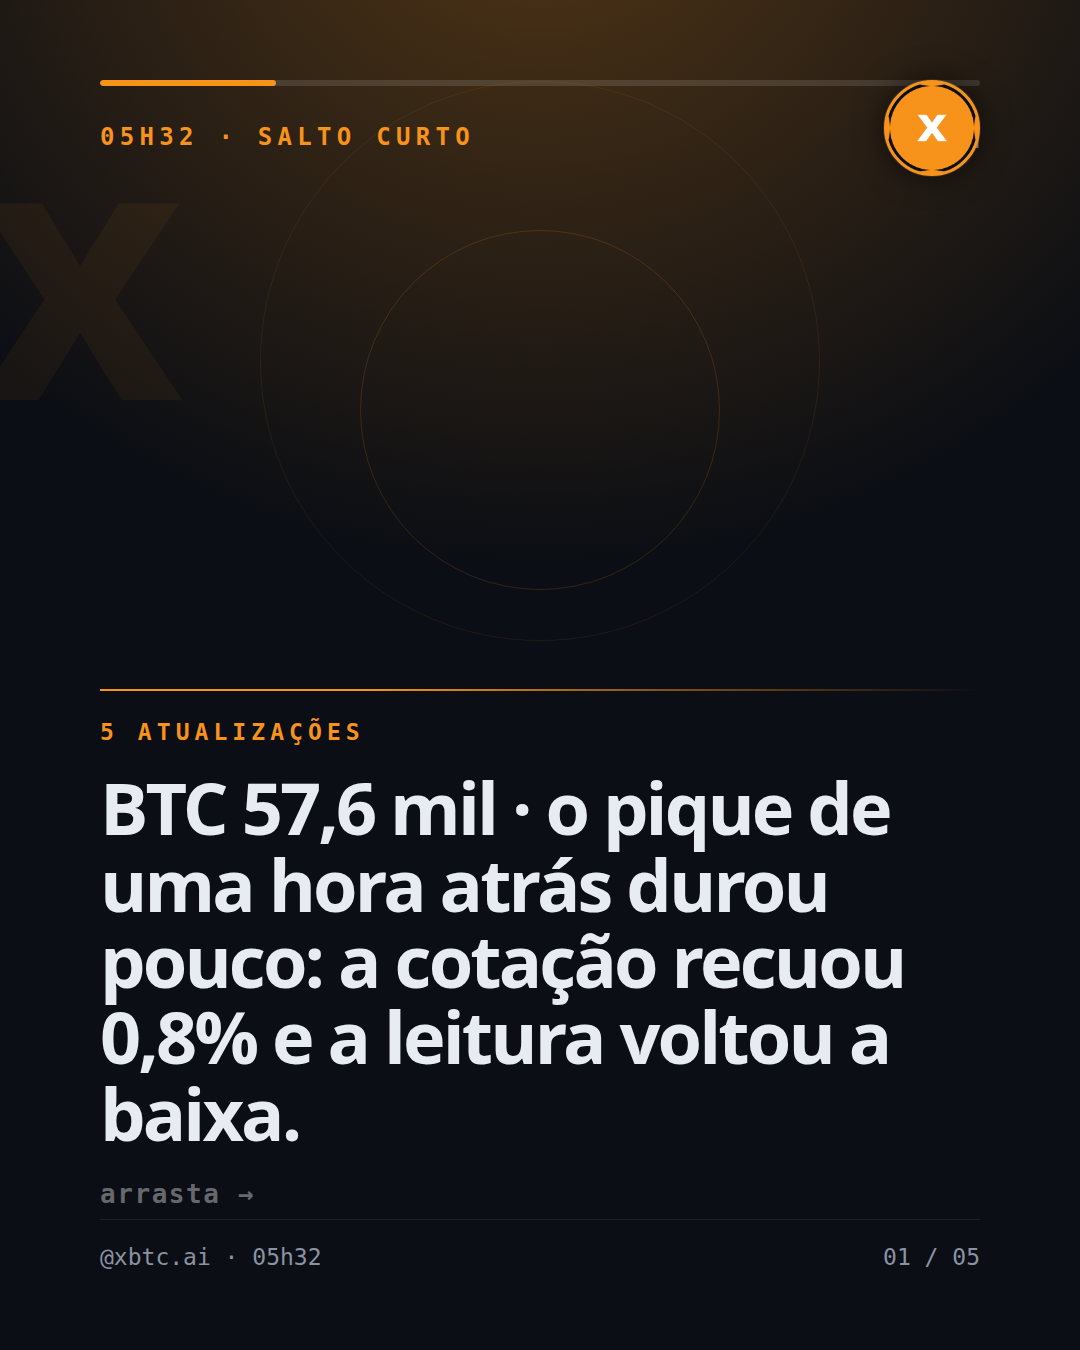 05H32 · SALTO CURTO
x
x
5 ATUALIZAÇÕES
BTC 57,6 mil · o pique de
uma hora atrás durou
pouco: a cotação recuou
0,8% e a leitura voltou a
baixa.
arrasta →
@xbtc.ai · 05h32
01 / 05